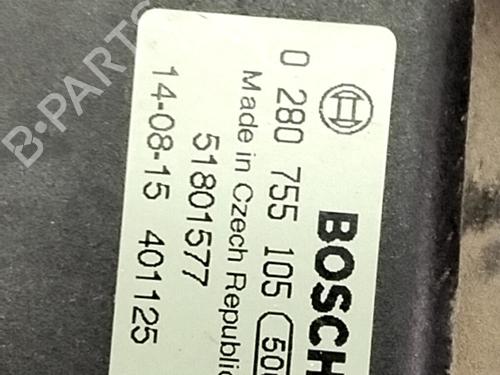 BOSCH
0 280 755 105
Made in Czech Republic
51801577
14-08-15 401125
B-PARTS